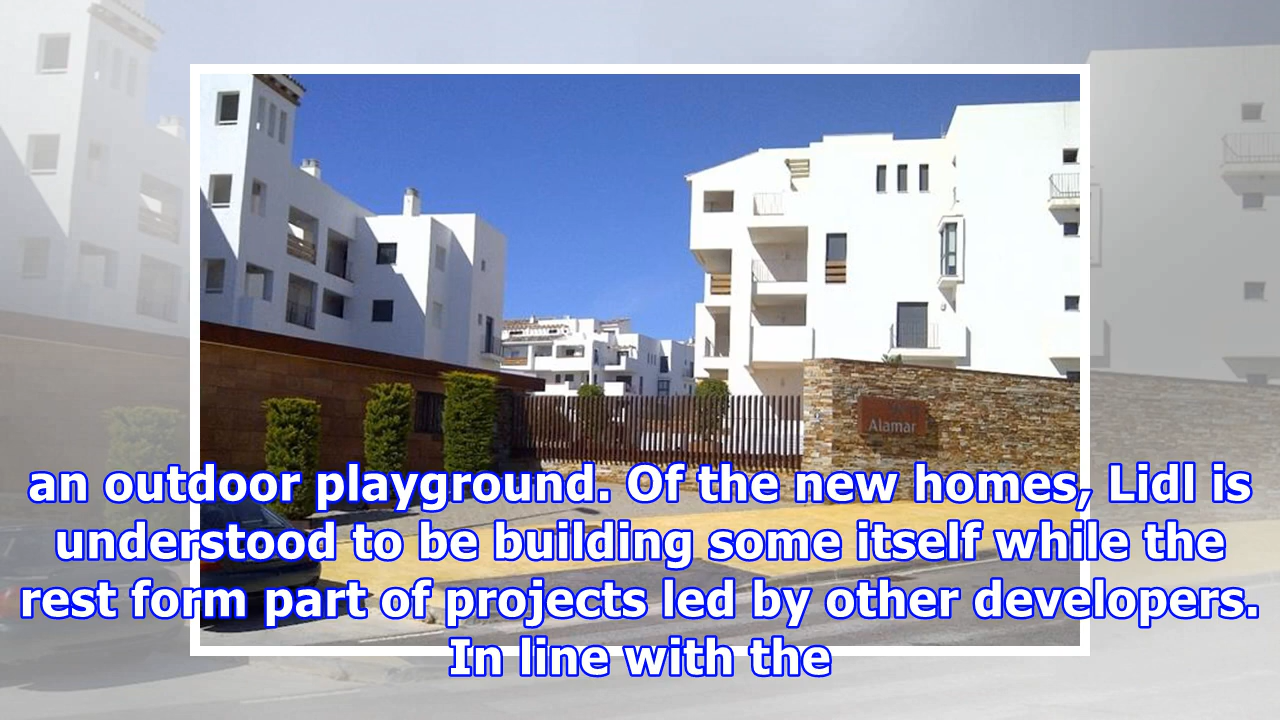 Alamar
an outdoor playground. Of the new homes, Lidl is
understood to be building some itself while the
rest form part of projects led by other developers.
In line with the